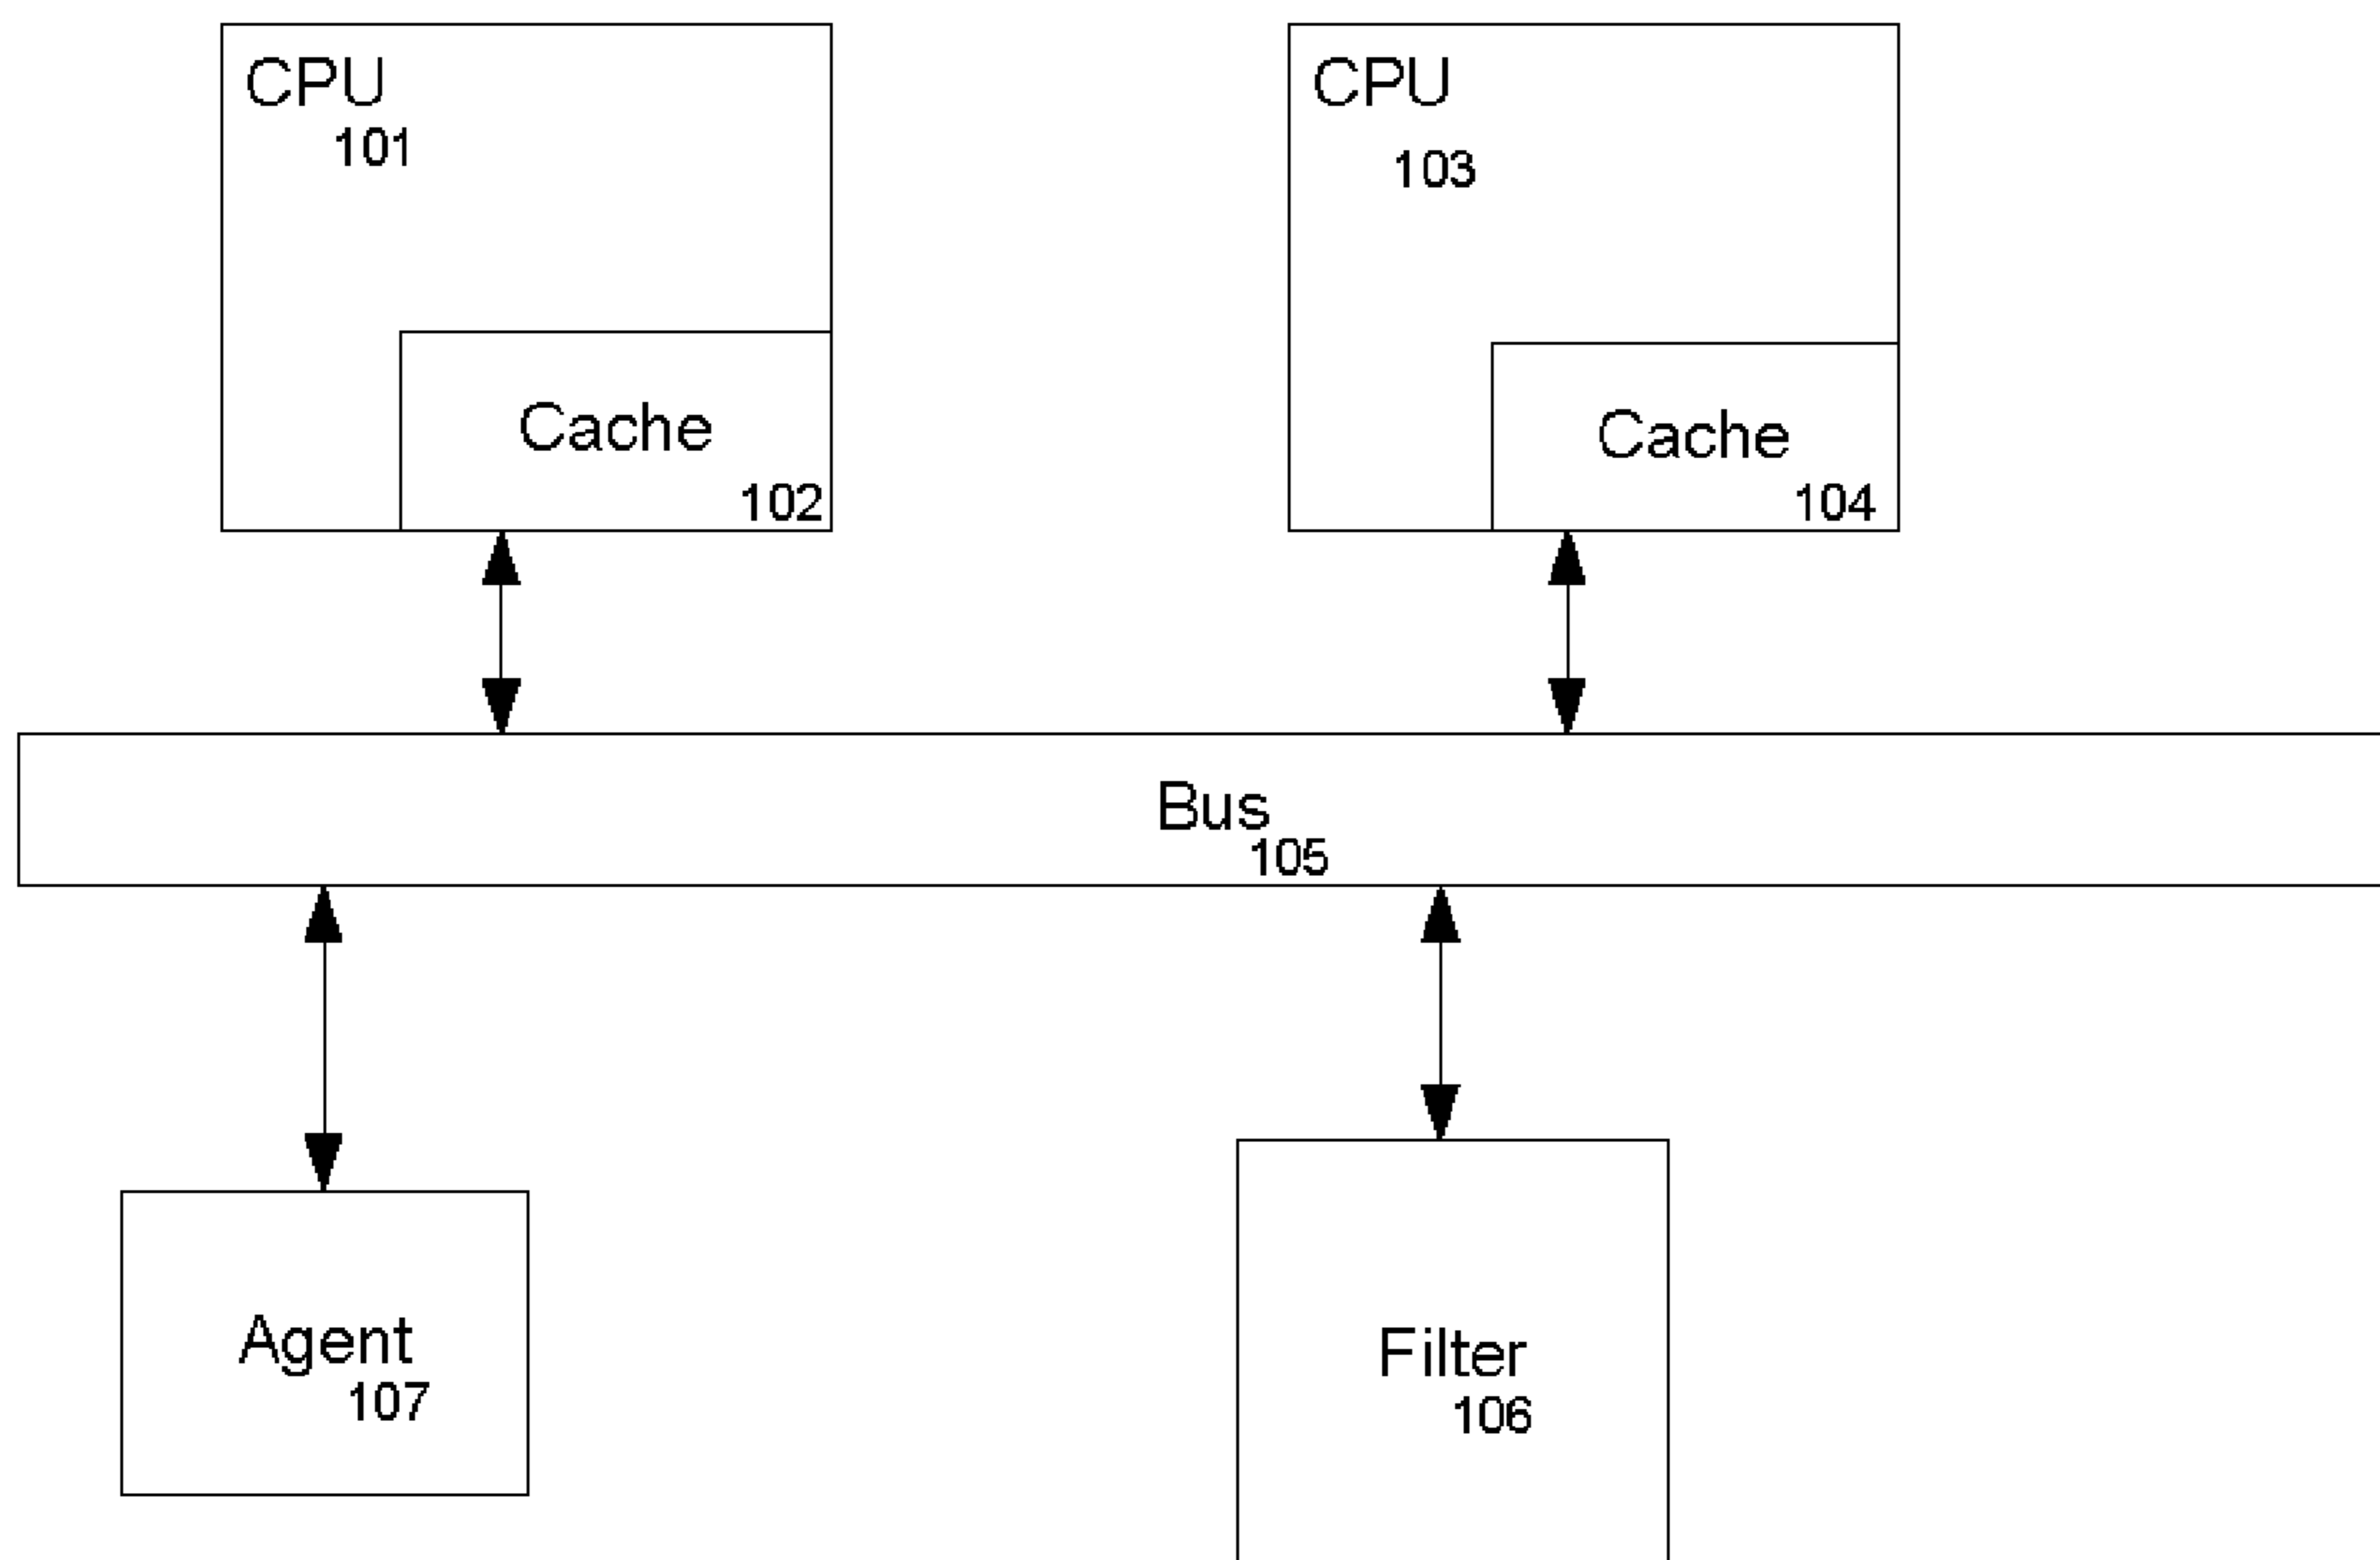 CPU
101
CPU
103
Cache
102
Cache
104
Bus
105
Agent
107
Filter
106